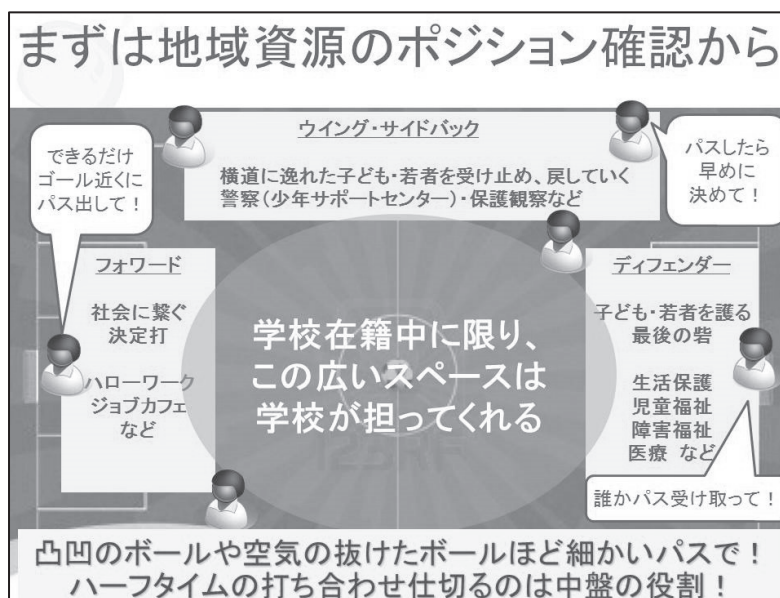 まずは地域資源のポジション確認から
ウイング・サイドバック
横道に逸れた子ども・若者を受け止め、戻していく
警察(少年サポートセンター)・保護観察など
できるだけ
ゴール近くに
パス出して!
パスしたら
早めに
決めて!
フォワード
社会に繋ぐ
決定打
ハローワーク
ジョブカフェ
など
学校在籍中に限り、
この広いスペースは
学校が担ってくれる
ディフェンダー
子ども・若者を護る
最後の砦
生活保護
児童福祉
障害福祉
医療 など
誰かパス受け取って!
凸凹のボールや空気の抜けたボールほど細かいパスで!
ハーフタイムの打ち合わせ仕切るのは中盤の役割!